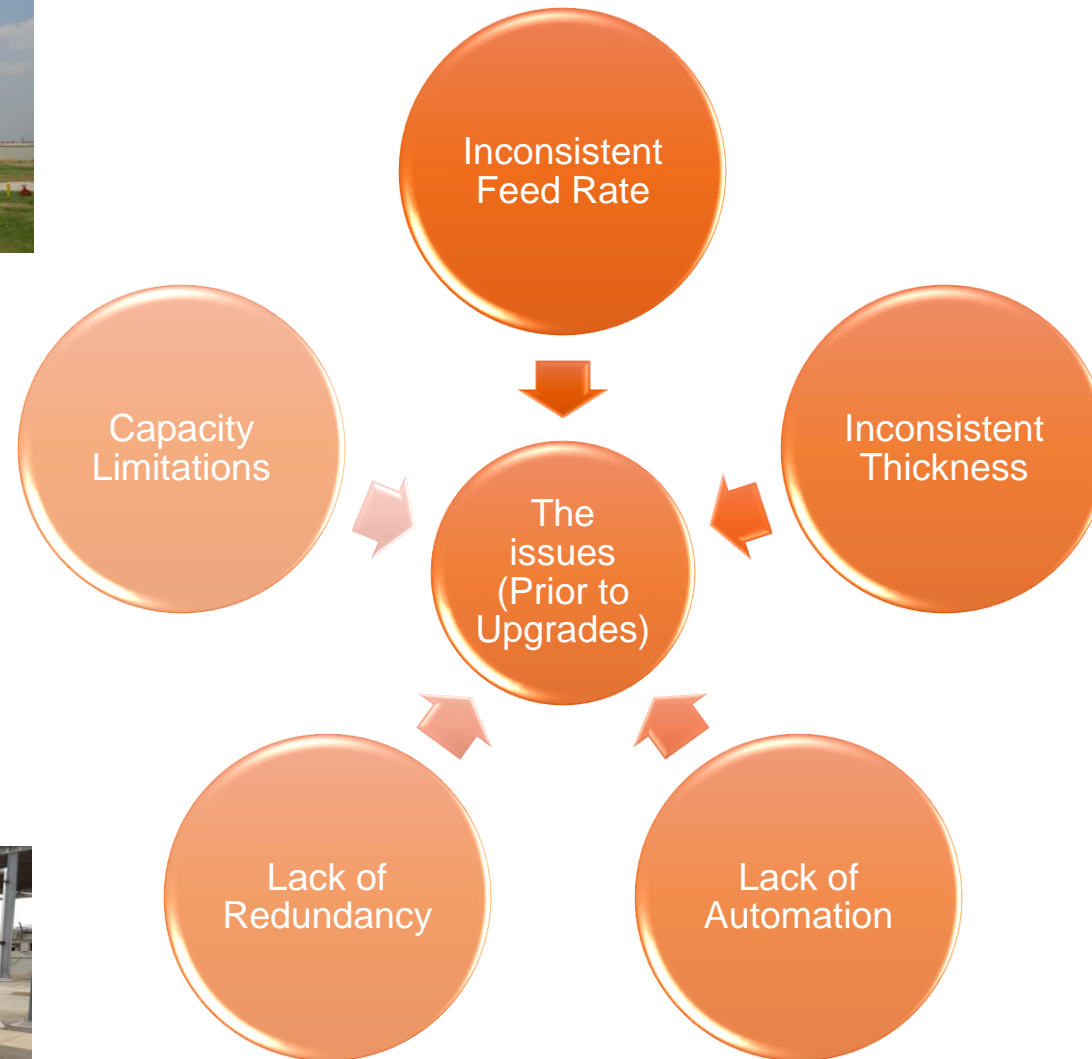 Inconsistent
Feed Rate
Inconsistent
Thickness
Lack of
Automation
Lack of
Redundancy
Capacity
Limitations
The
issues
(Prior to
Upgrades)